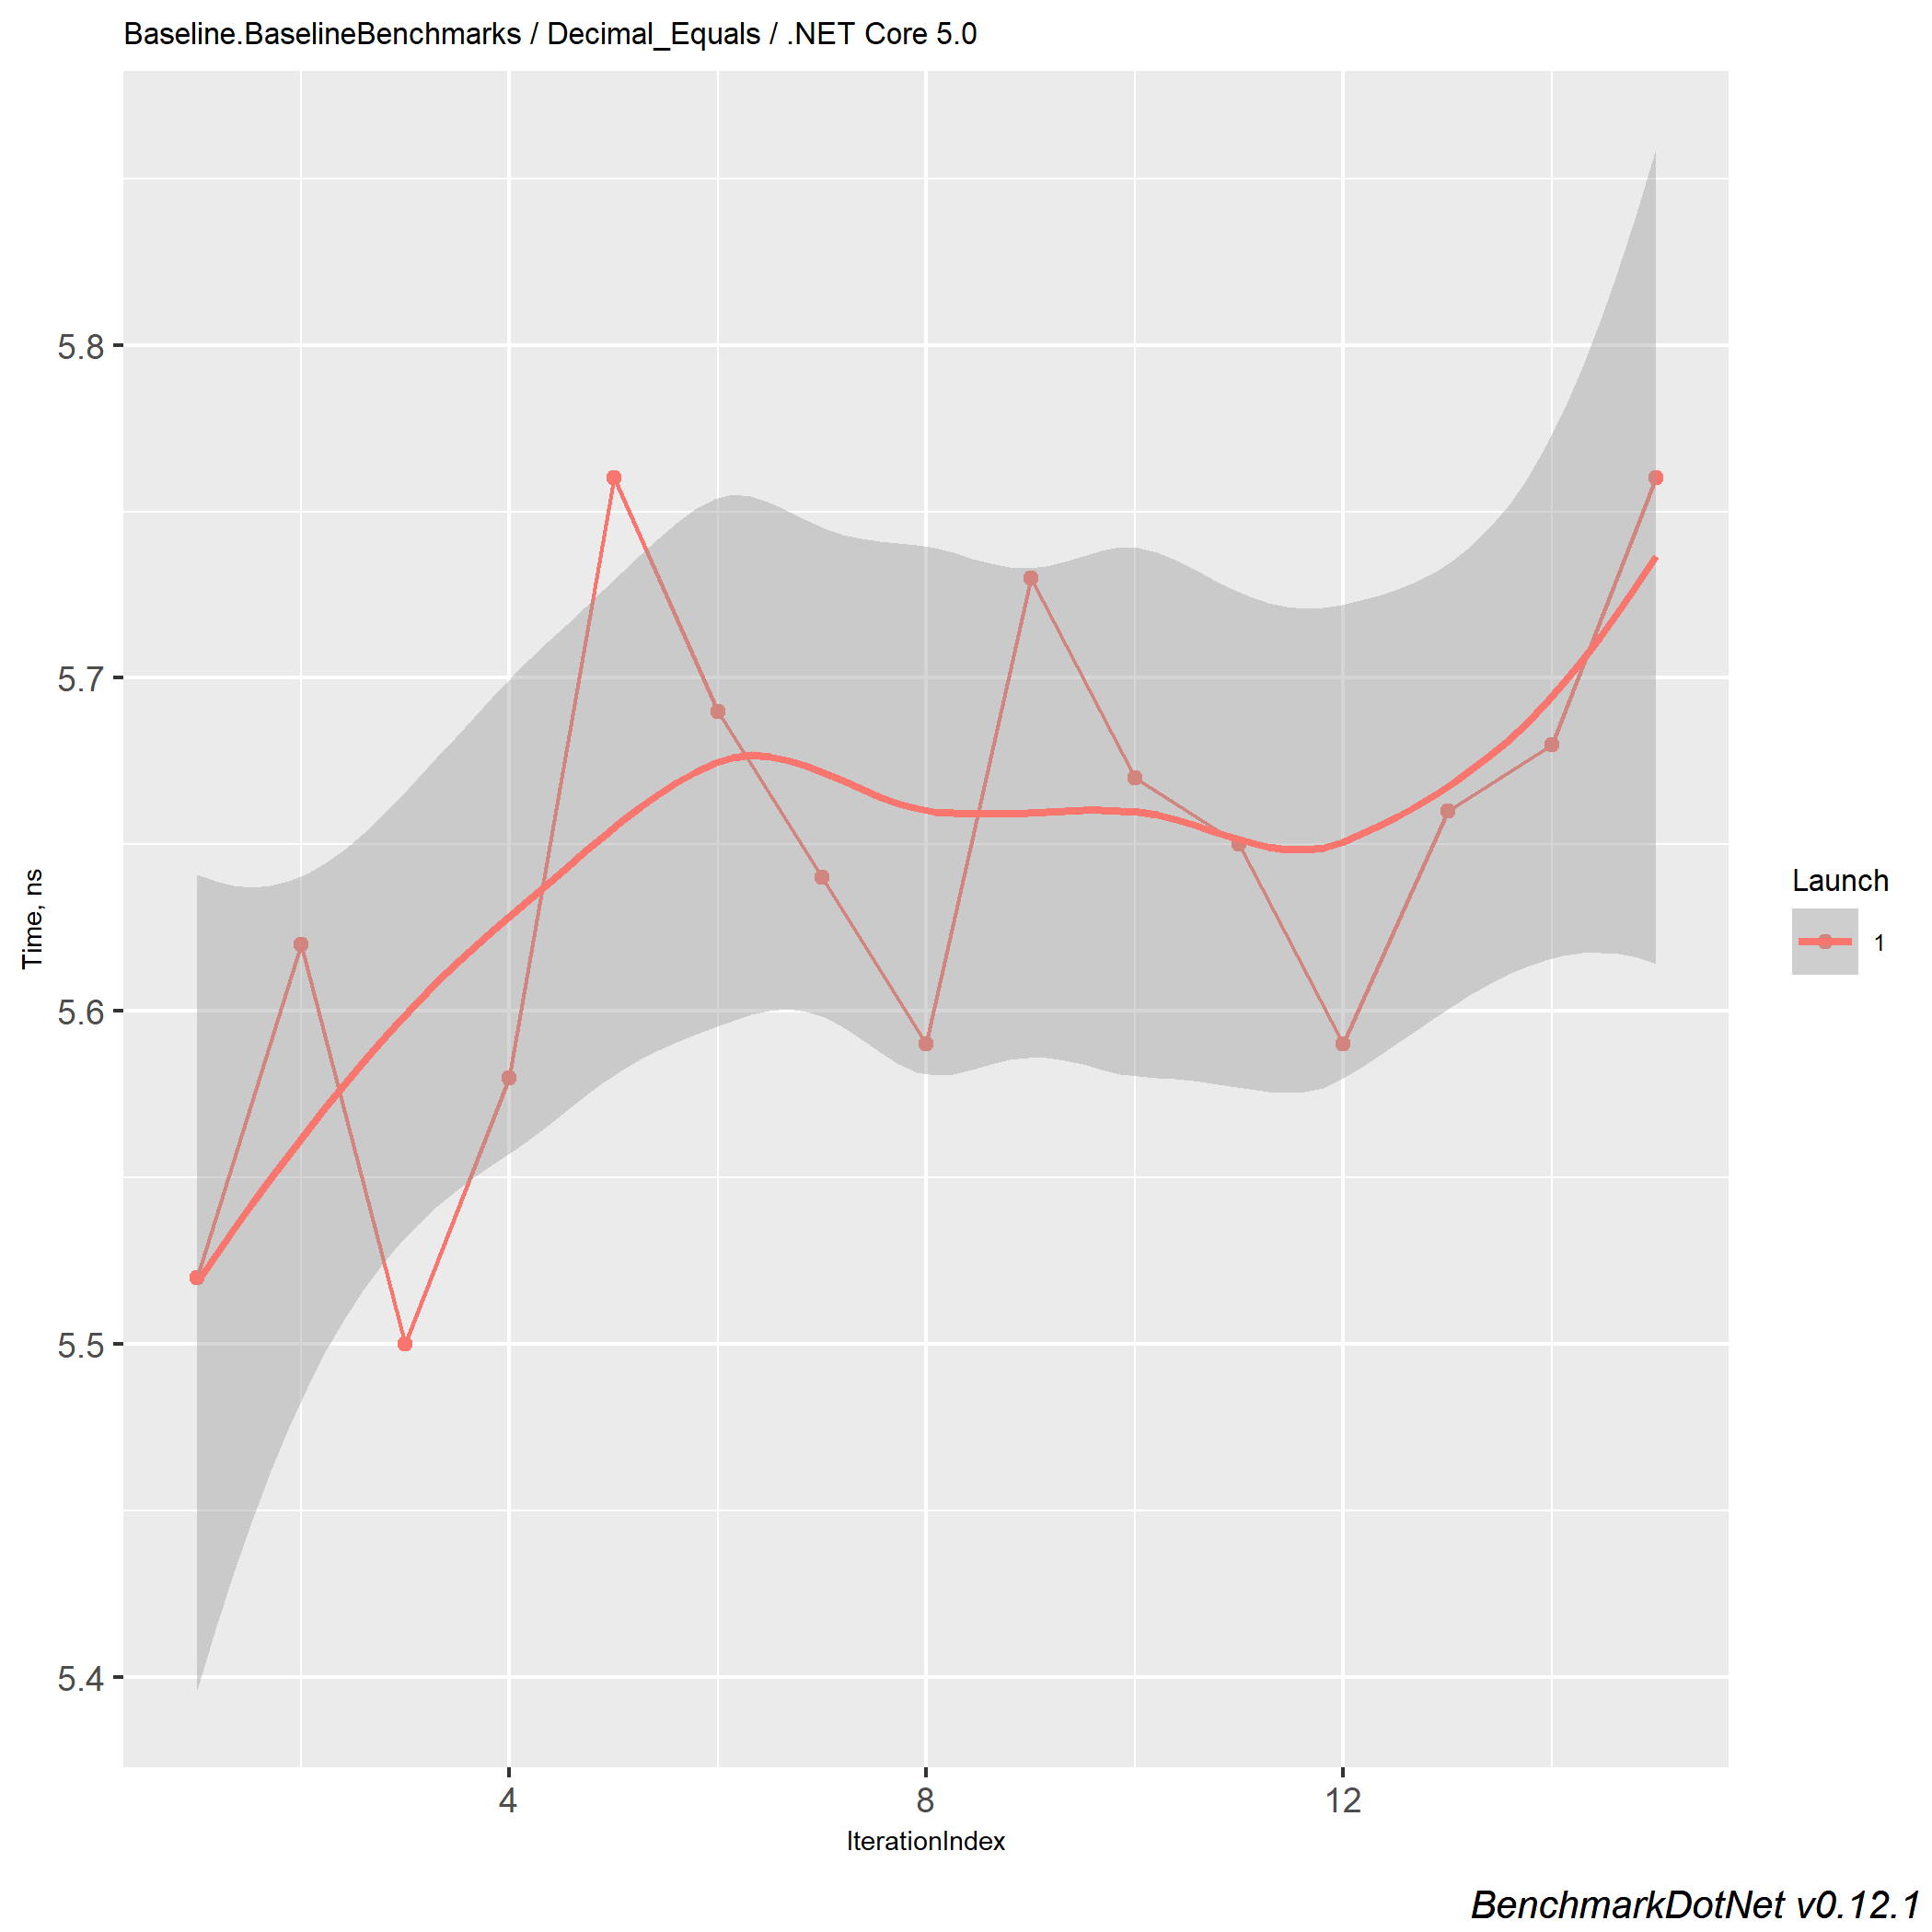 Baseline.BaselineBenchmarks / Decimal_Equals / .NET Core 5.0
5.8
5.7
5.6
5.5
5.4
Time, ns
4
8
12
IterationIndex
Launch
1
BenchmarkDotNet v0.12.1